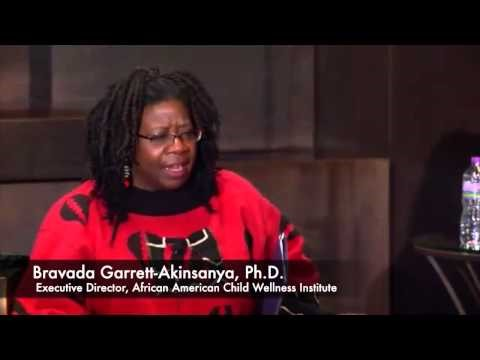 Bravada Garrett-Akinsanya, Ph.D.
Executive Director, African American Child Wellness Institute